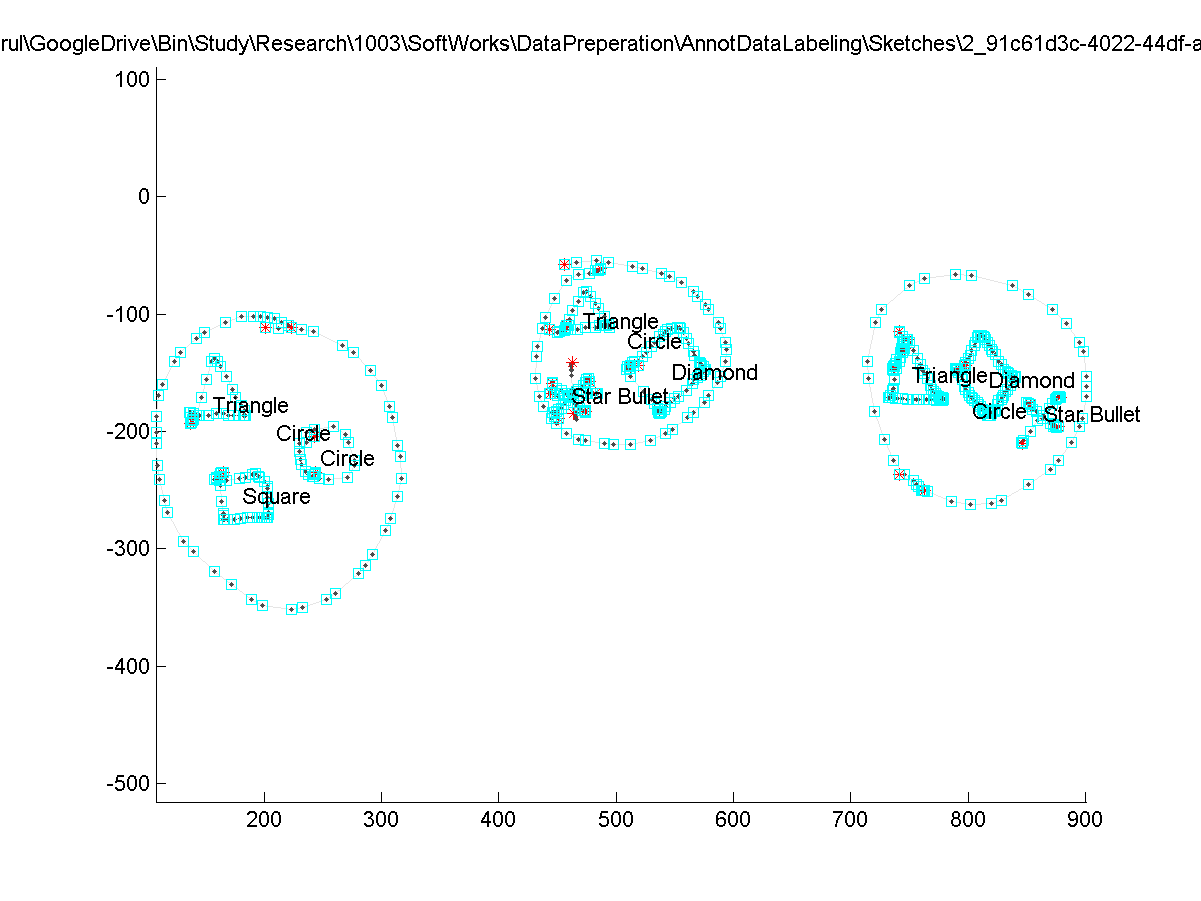 rul\GoogleDrive\Bin\Study\Research\1003\SoftWorks\DataPreperation\AnnotDataLabeling\Sketches\2_91c61d3c-4022-44df-a
100
0
-100
-200
-300
-400
-500
Triangle
Circle
Circle
Square
Triangle
Circle
Diamond
Star Bullet
Triangle
Diamond
Circle
Star Bullet
200
300
400
500
600
700
800
900